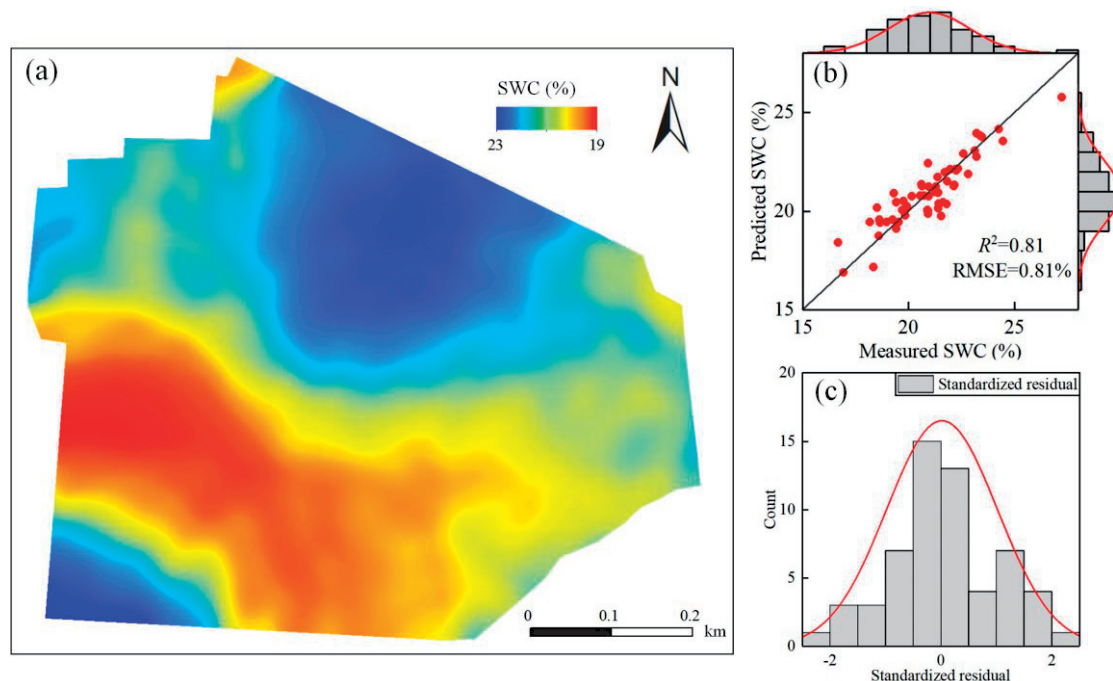 (a)
SWC (%)
23 19
N
0 0.1 0.2
km
(b)
Predicted SWC (%)
25
20
15
R²=0.81
RMSE=0.81%
15 20 25
Measured SWC (%)
(c)
Standardized residual
Count
20
15
10
5
0
-2 0 2
Standardized residual